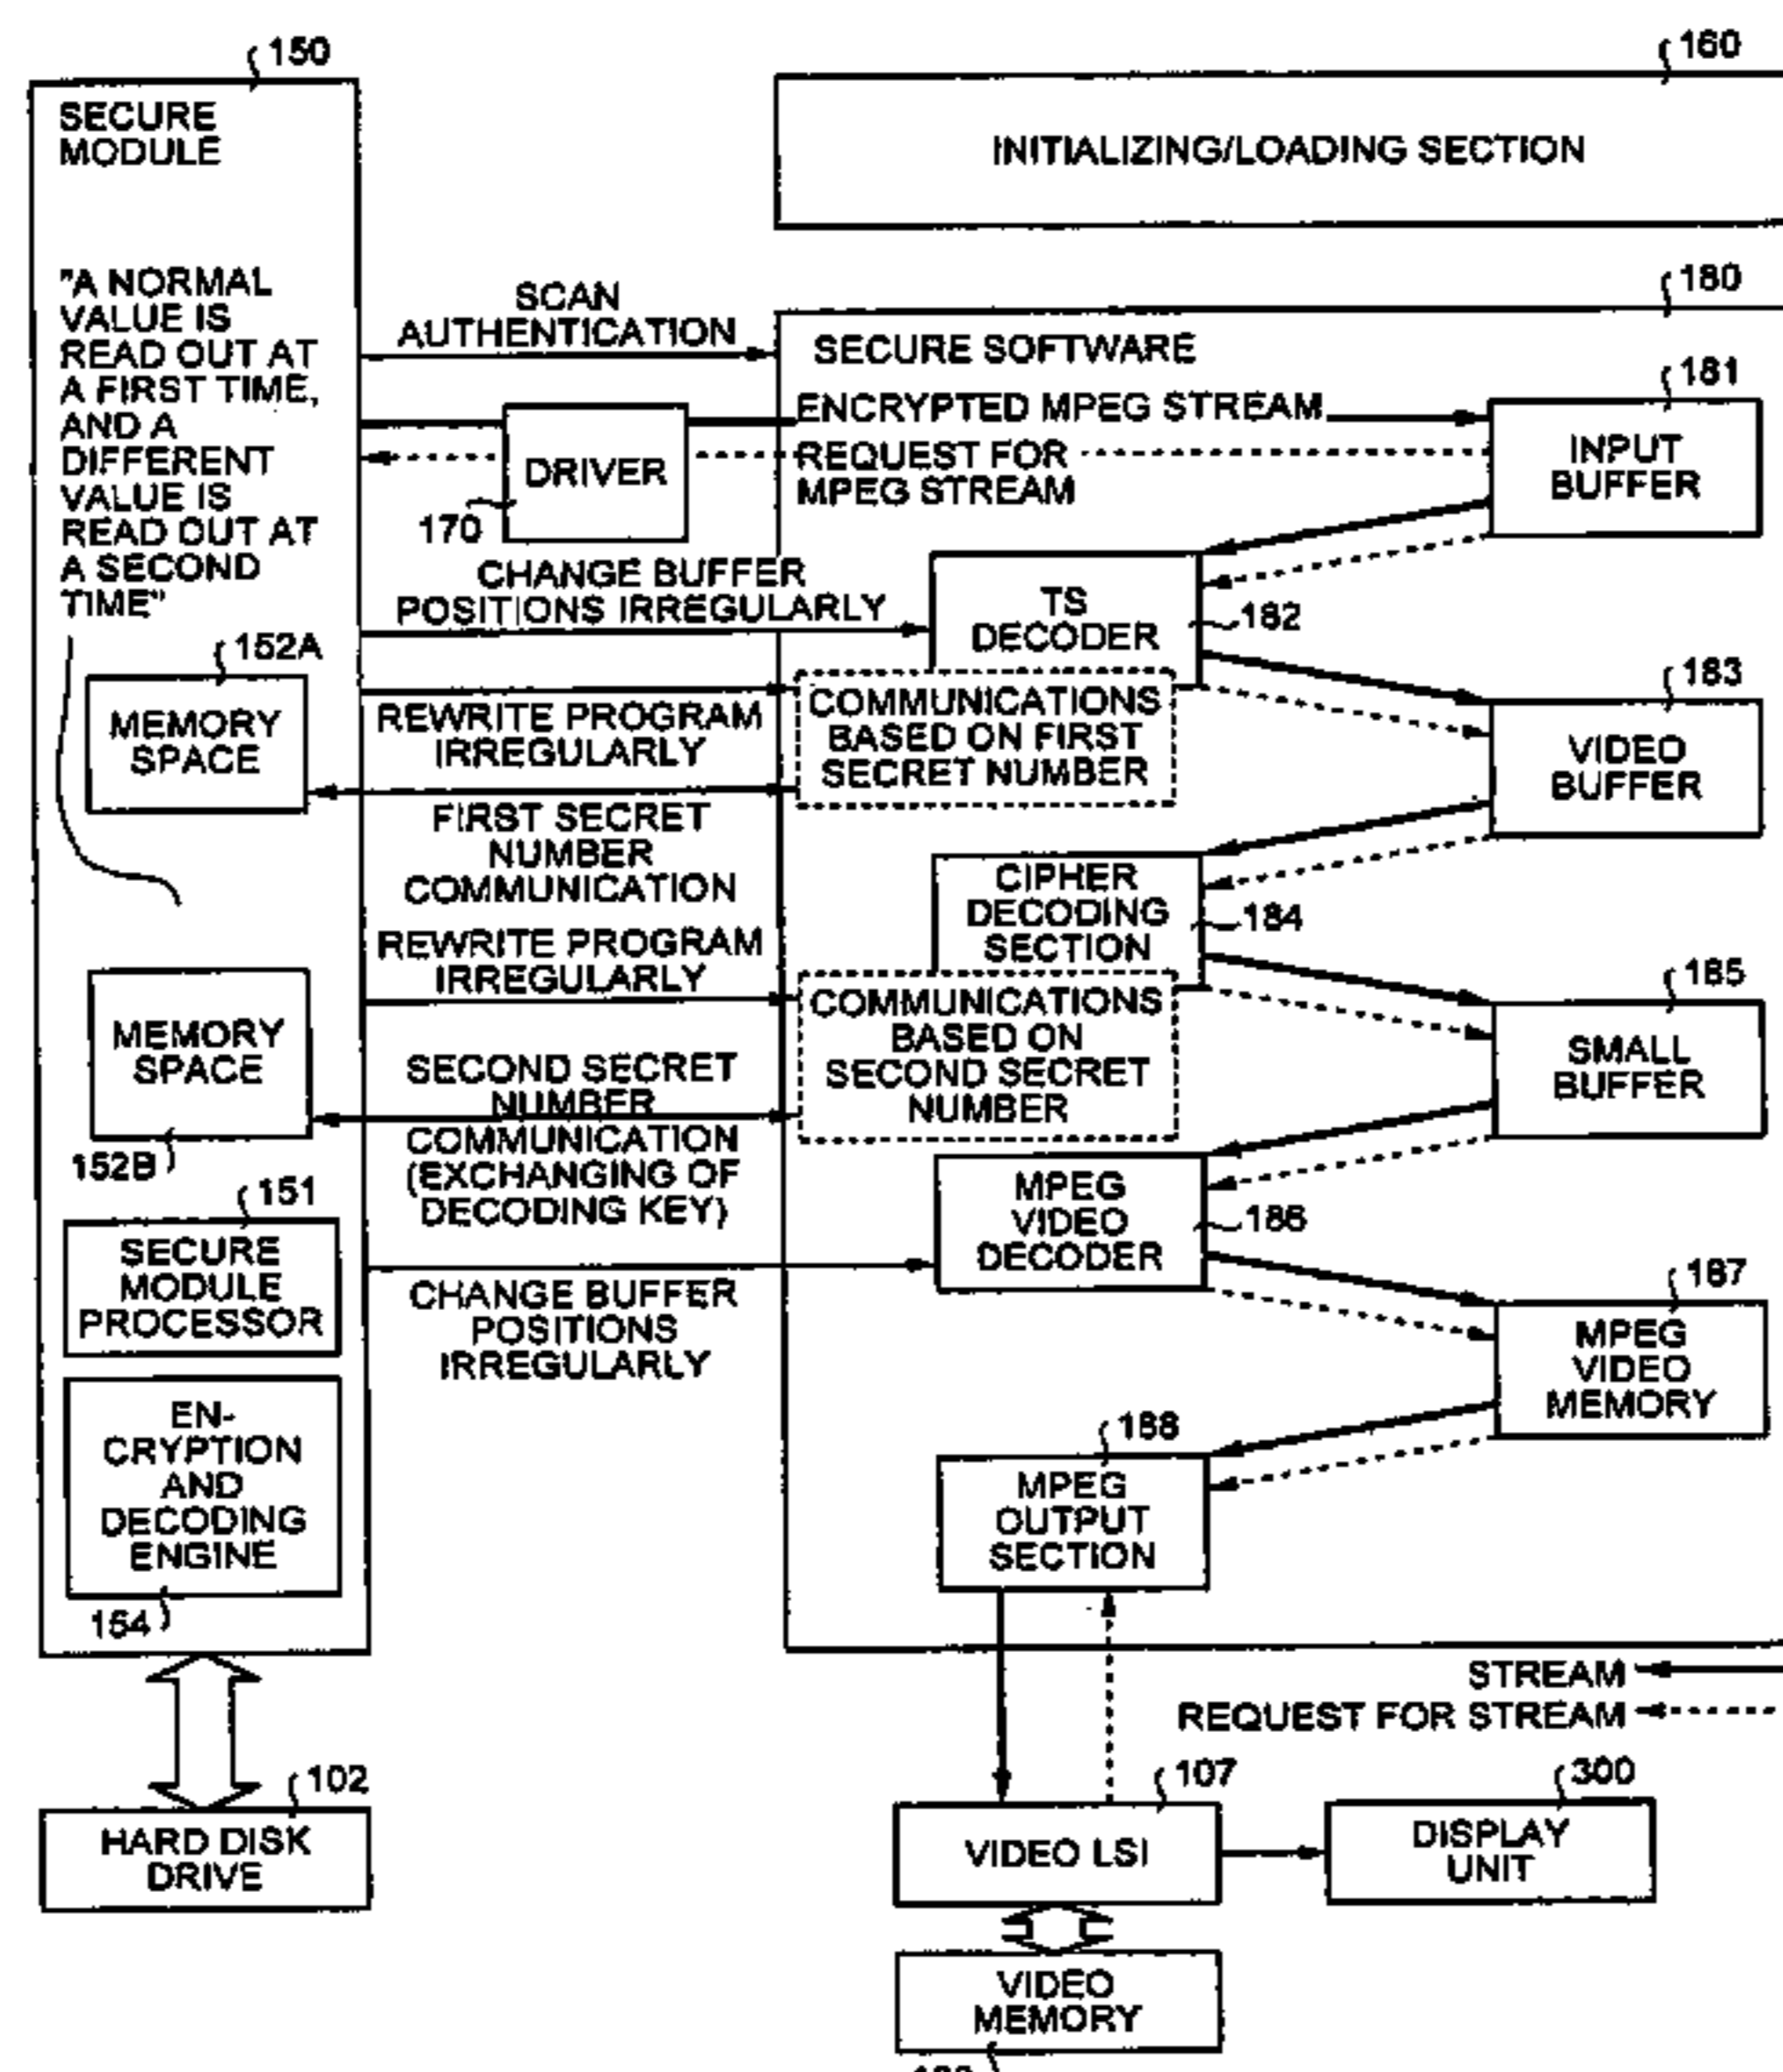 150
SECURE
MODULE
"A NORMAL
VALUE IS
READ OUT AT
A FIRST TIME,
AND A
DIFFERENT
VALUE IS
READ OUT AT
A SECOND
TIME"
152A
MEMORY
SPACE
MEMORY
SPACE
152B
151
SECURE
MODULE
PROCESSOR
EN-
CRYPTION
AND
DECODING
ENGINE
154
102
HARD DISK
DRIVE
SCAN
AUTHENTICATION
DRIVER
170
CHANGE BUFFER
POSITIONS IRREGULARLY
REWRITE PROGRAM
IRREGULARLY
FIRST SECRET
NUMBER
COMMUNICATION
REWRITE PROGRAM
IRREGULARLY
SECOND SECRET
NUMBER
COMMUNICATION
(EXCHANGING OF
DECODING KEY)
CHANGE BUFFER
POSITIONS
IRREGULARLY
160
INITIALIZING/LOADING SECTION
180
SECURE SOFTWARE
ENCRYPTED MPEG STREAM
REQUEST FOR
MPEG STREAM
181
INPUT
BUFFER
TS
DECODER
182
COMMUNICATIONS
BASED ON FIRST
SECRET NUMBER
183
VIDEO
BUFFER
CIPHER
DECODING
SECTION
184
COMMUNICATIONS
BASED ON
SECOND SECRET
NUMBER
185
SMALL
BUFFER
MPEG
VIDEO
DECODER
186
187
MPEG
VIDEO
MEMORY
188
MPEG
OUTPUT
SECTION
STREAM
REQUEST FOR STREAM
107
VIDEO LSI
300
DISPLAY
UNIT
VIDEO
MEMORY